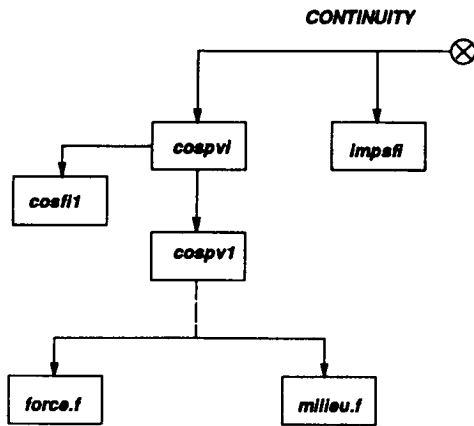 CONTINUITY
cospvi
impsfi
cosfi1
cospv1
force.f
milieu.f